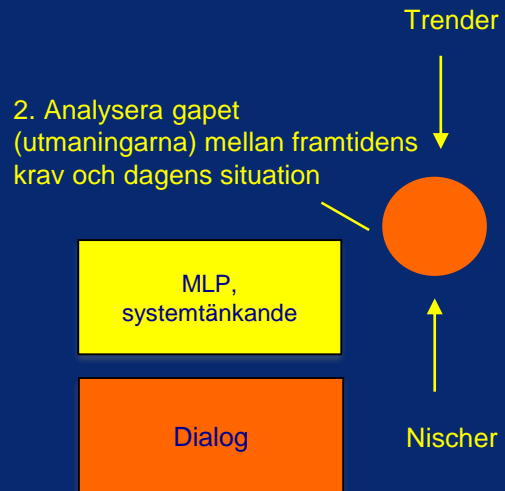 Trender
2. Analysera gapet
(utmaningarna) mellan framtidens
krav och dagens situation
MLP,
systemtänkande
Dialog
Nischer